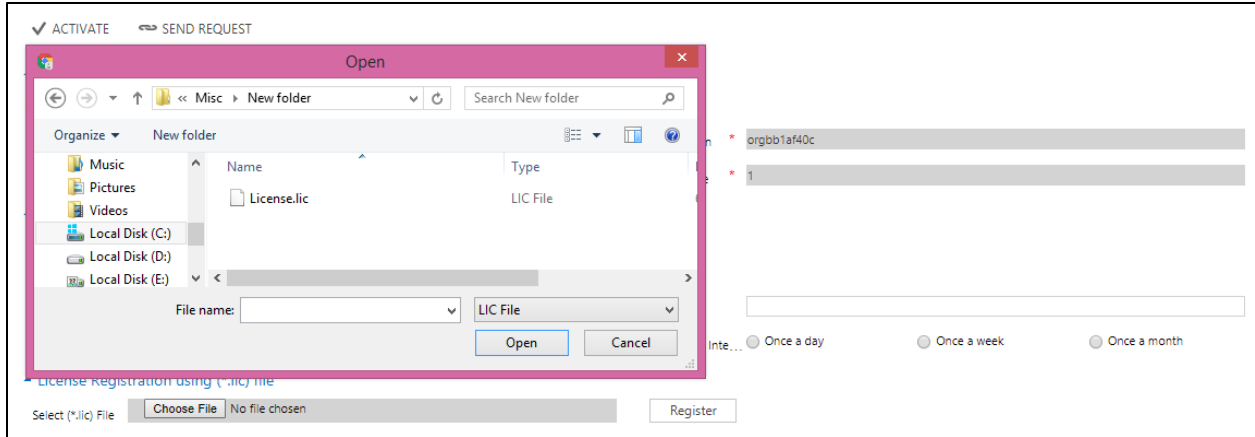 ACTIVATE SEND REQUEST
Open
« Misc New folder
Search New folder
Organize New folder
Music
Pictures
Videos
Local Disk (C:)
Local Disk (D:)
Local Disk (E:)
Name Type
License.lic LIC File
File name: LIC File
Open Cancel
n * orgbb1af40c
e * 1
Inte... Once a day Once a week Once a month
License Registration using (*.lic) file
Select (*.lic) File Choose File No file chosen Register